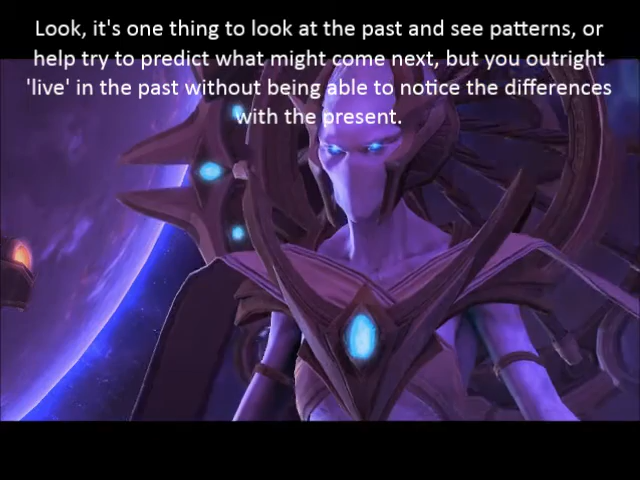 Look, it's one thing to look at the past and see patterns, or
help try to predict what might come next, but you outright
'live' in the past without being able to notice the differences
with the present.